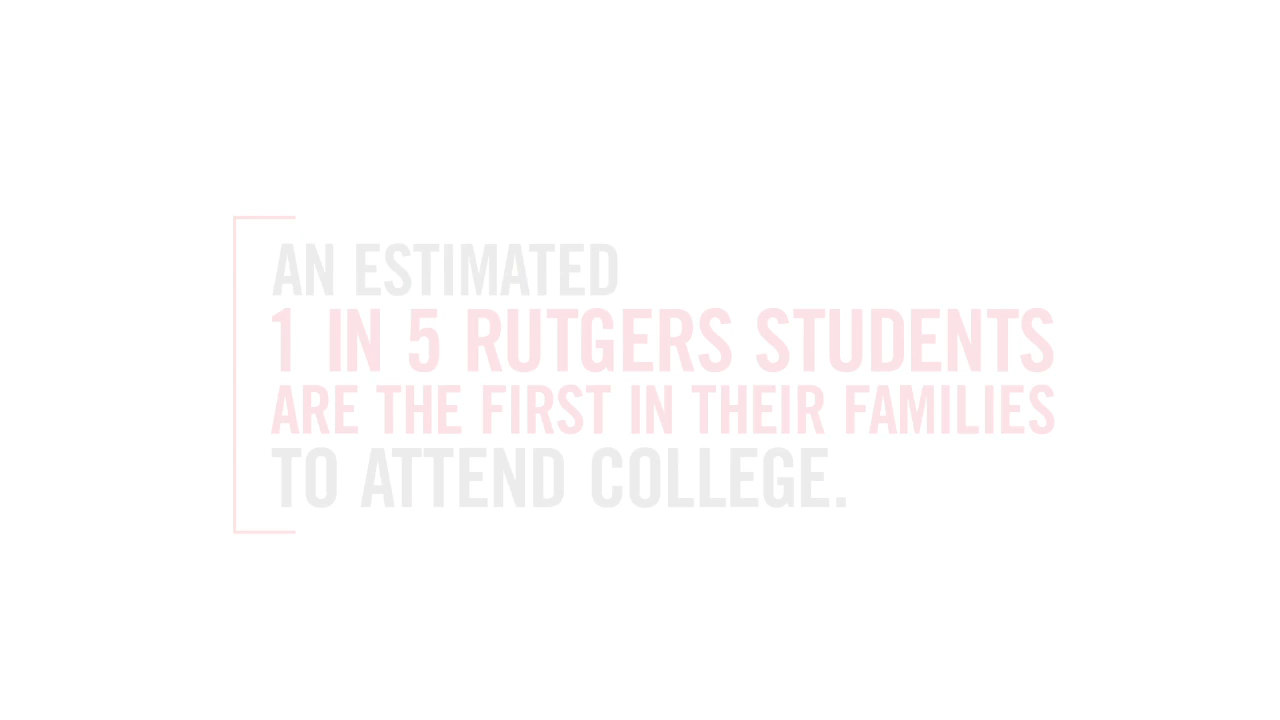 AN ESTIMATED
1 IN 5 RUTGERS STUDENTS
ARE THE FIRST IN THEIR FAMILIES
TO ATTEND COLLEGE.